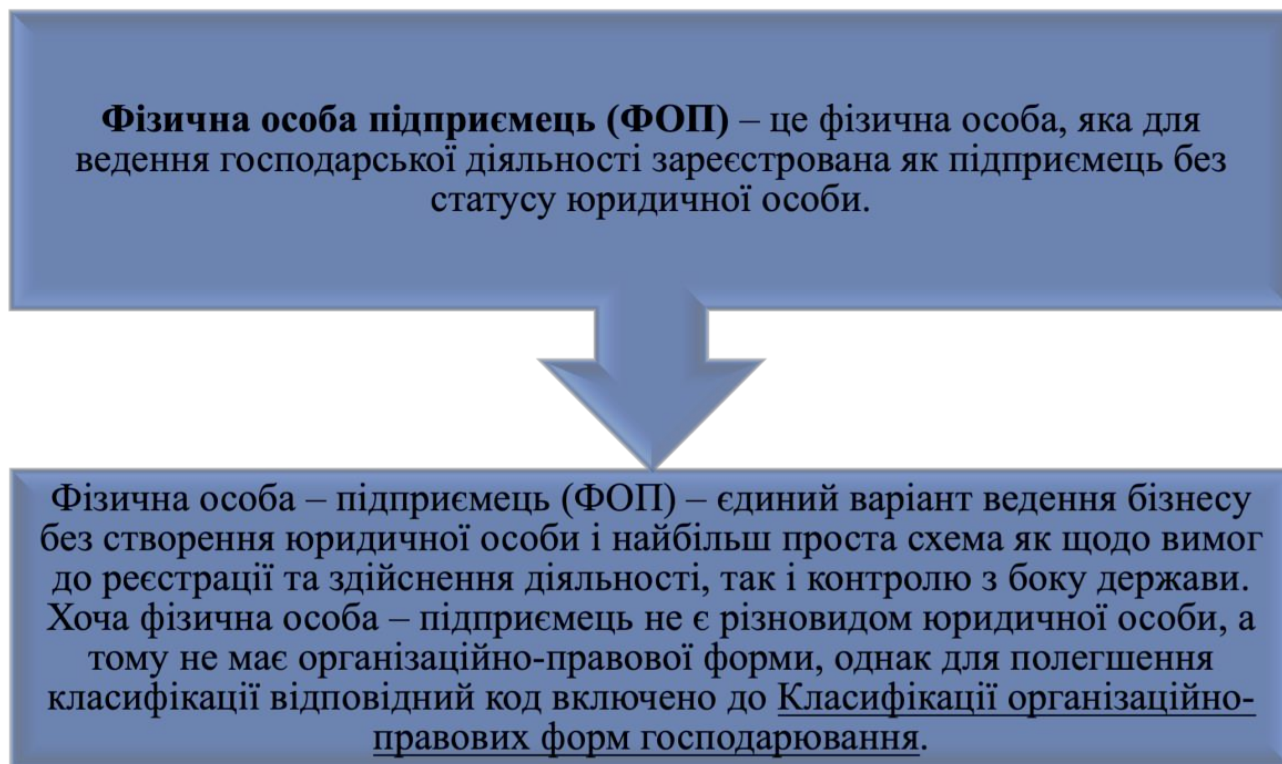 Фізична особа підприємець (ФОП) – це фізична особа, яка для
ведення господарської діяльності зареєстрована як підприємець без
статусу юридичної особи.
Фізична особа – підприємець (ФОП) – єдиний варіант ведення бізнесу
без створення юридичної особи і найбільш проста схема як щодо вимог
до реєстрації та здійснення діяльності, так і контролю з боку держави.
Хоча фізична особа – підприємець не є різновидом юридичної особи, а
тому не має організаційно-правової форми, однак для полегшення
класифікації відповідний код включено до Класифікації організаційно-
правових форм господарювання.